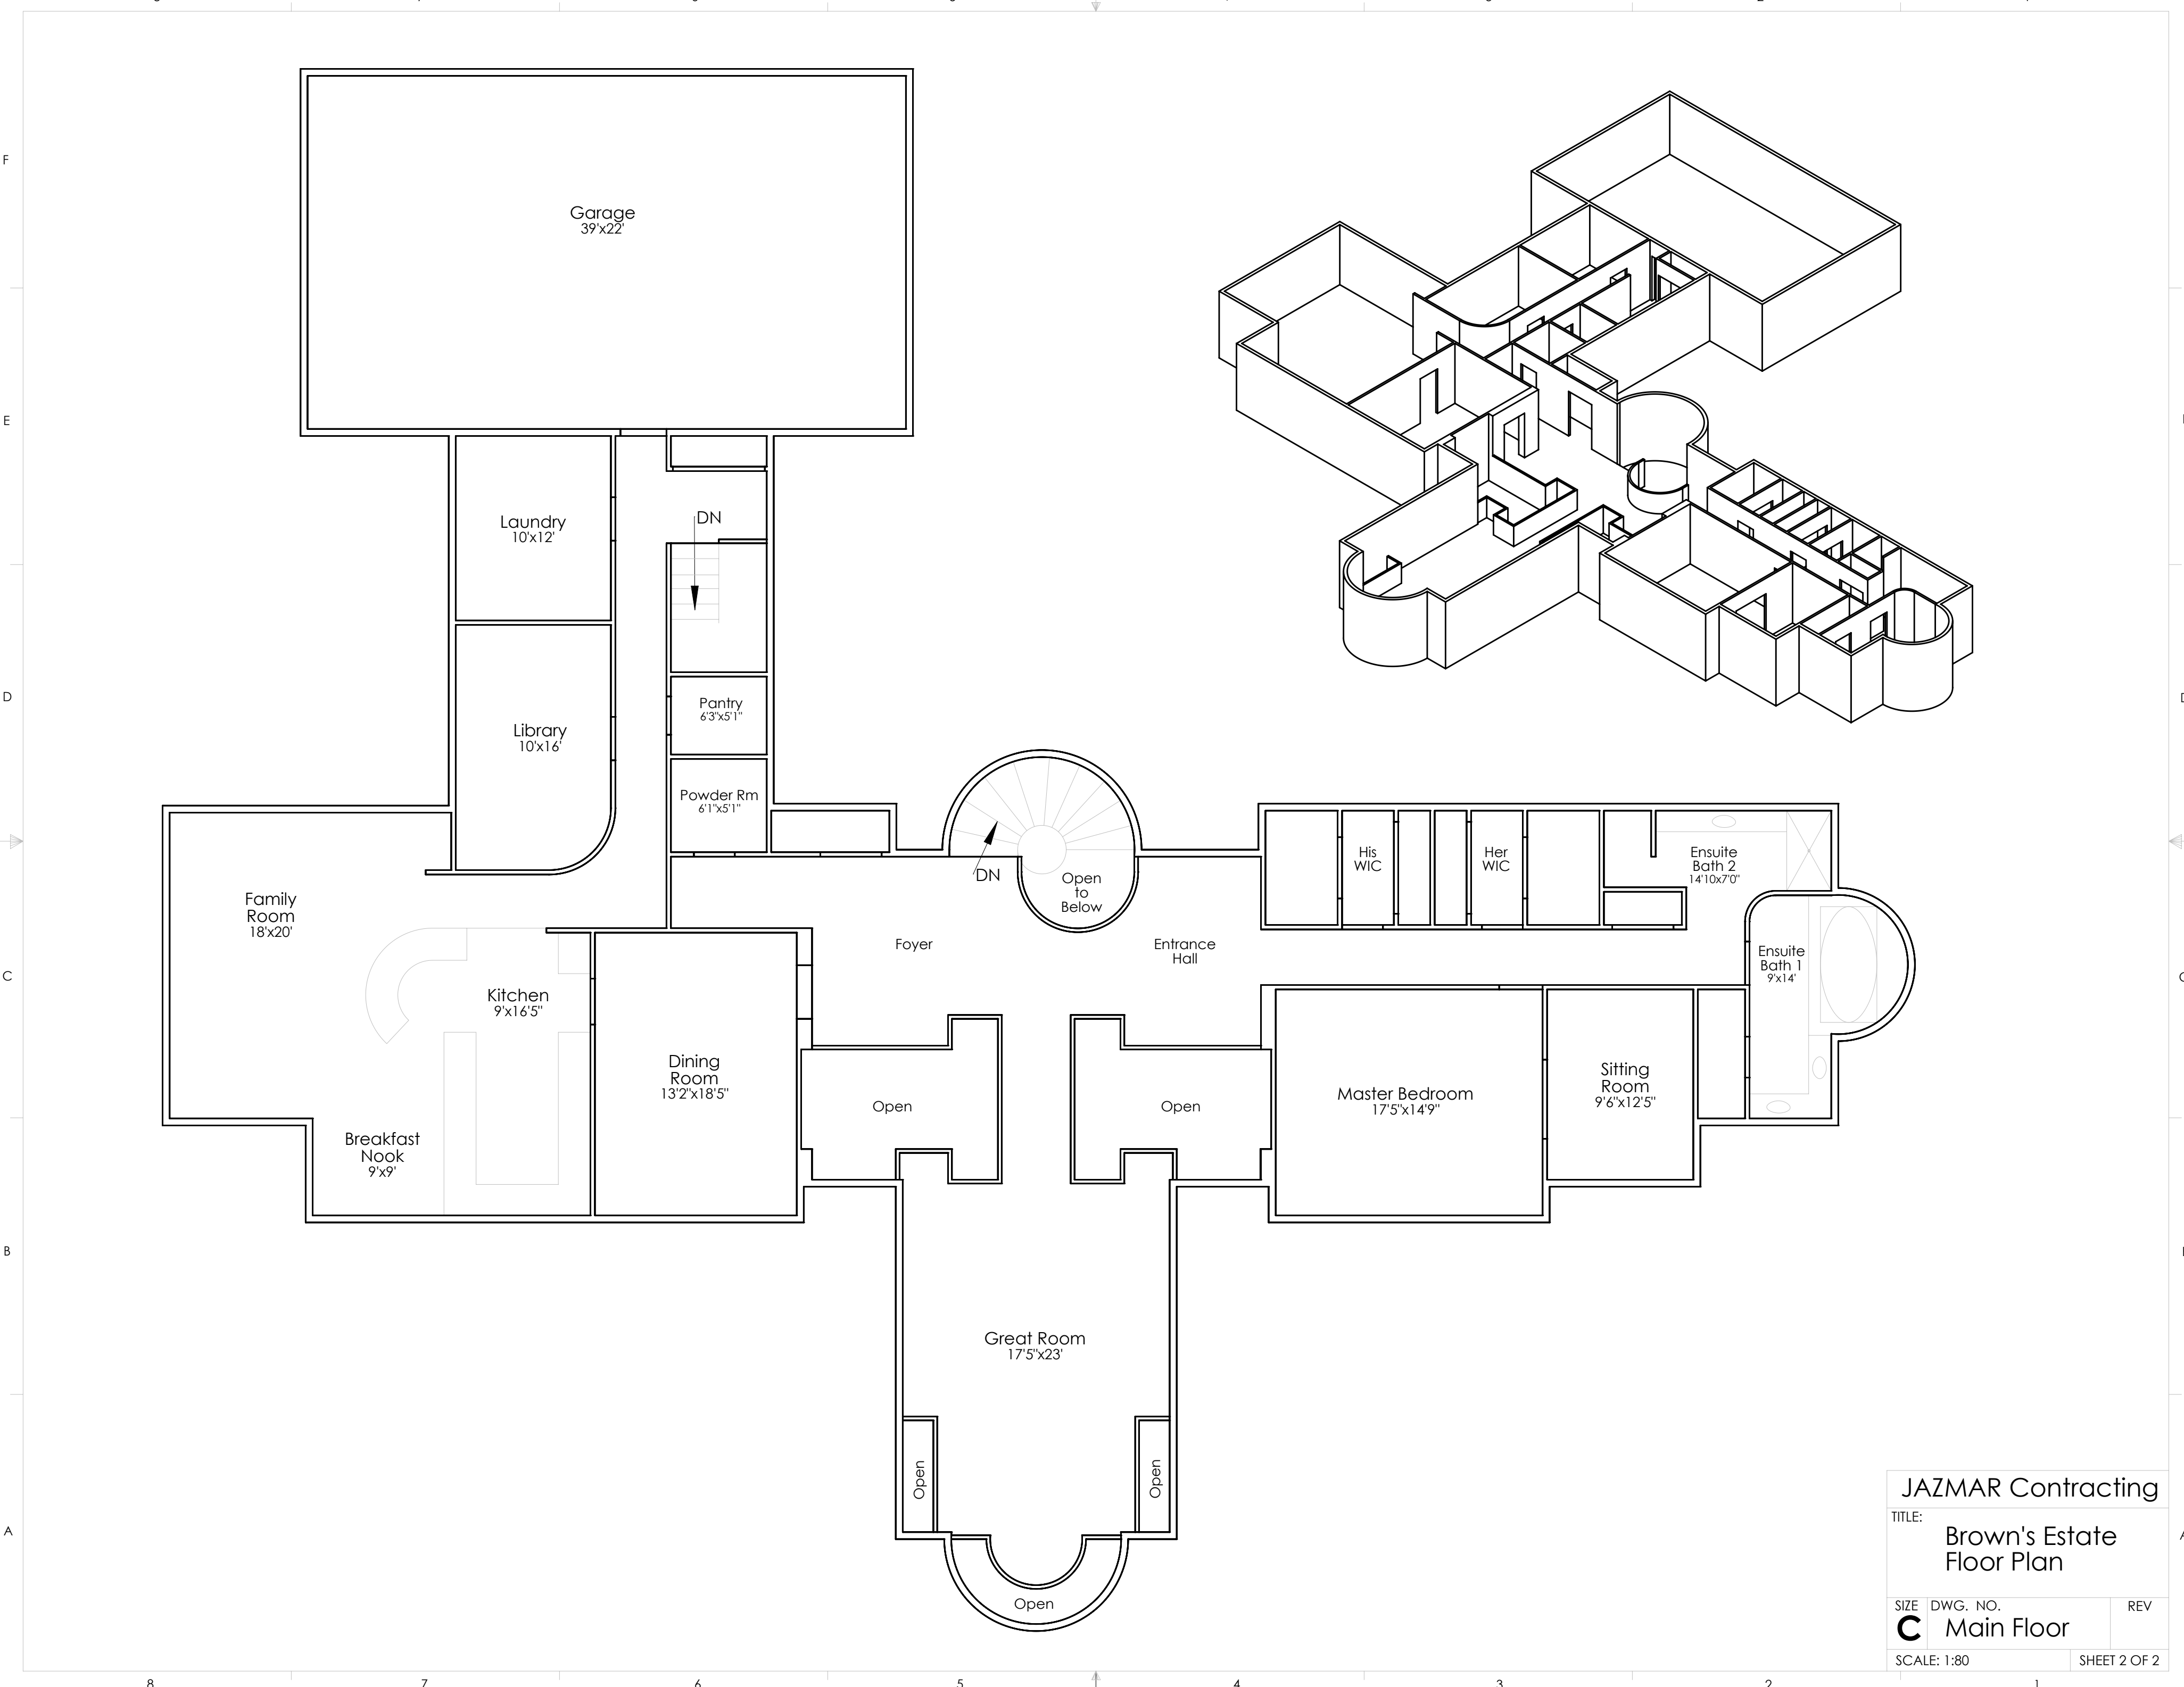 F
Garage
39'x22'
E
DN
Laundry
10'x12'
D
Pantry
6'3"x5'1"
Library
10'x16'
Powder Rm
6'1"x5'1"
DN
Open
to
Below
His
WIC
Her
WIC
Ensuite
Bath 2
14'10x7'0"
Family
Room
18'x20'
Foyer
Entrance
Hall
Ensuite
Bath 1
9'x14'
C
Kitchen
9'x16'5"
Dining
Room
13'2"x18'5"
Open
Open
Master Bedroom
17'5"x14'9"
Sitting
Room
9'6"x12'5"
Breakfast
Nook
9'x9'
B
Great Room
17'5"x23'
Open
Open
A
Open
JAZMAR Contracting
TITLE:
Brown's Estate
Floor Plan
SIZE DWG. NO. REV
C Main Floor
SCALE: 1:80 SHEET 2 OF 2
8 7 6 5 4 3 2 1